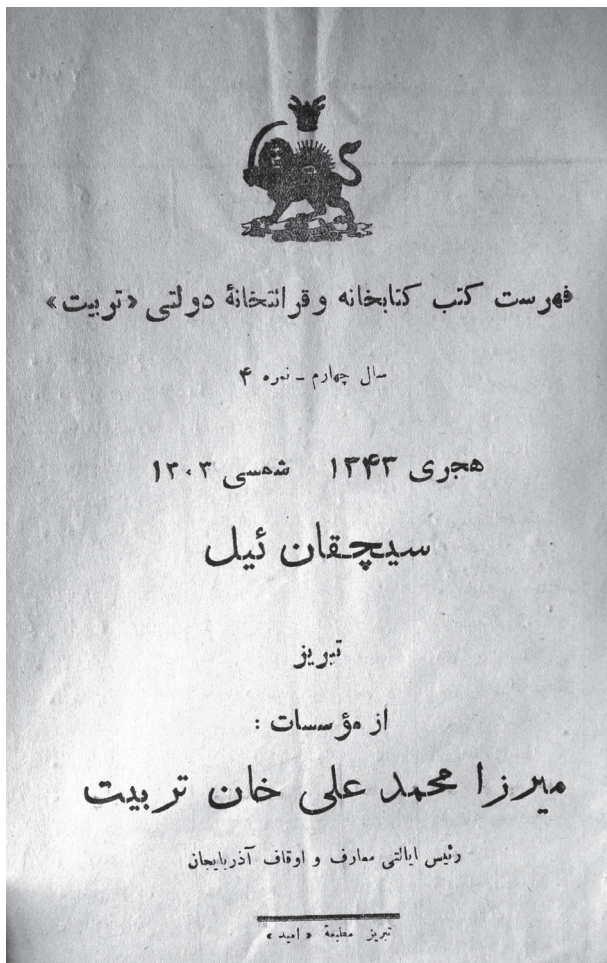 فهرست کتب کتابخانه و قرائتخانهٔ دولتی «تربیت»
سال چهارم ـ نمره ۴
هجری ۱۳۴۳ شمسی ۱۳۰۳
سیچقان ئیل
تبریز
از مؤسسات :
میرزا محمد علی خان تربیت
رئیس ایالتی معارف و اوقاف آذربایجان
تبریز مطبعهٔ «امید»